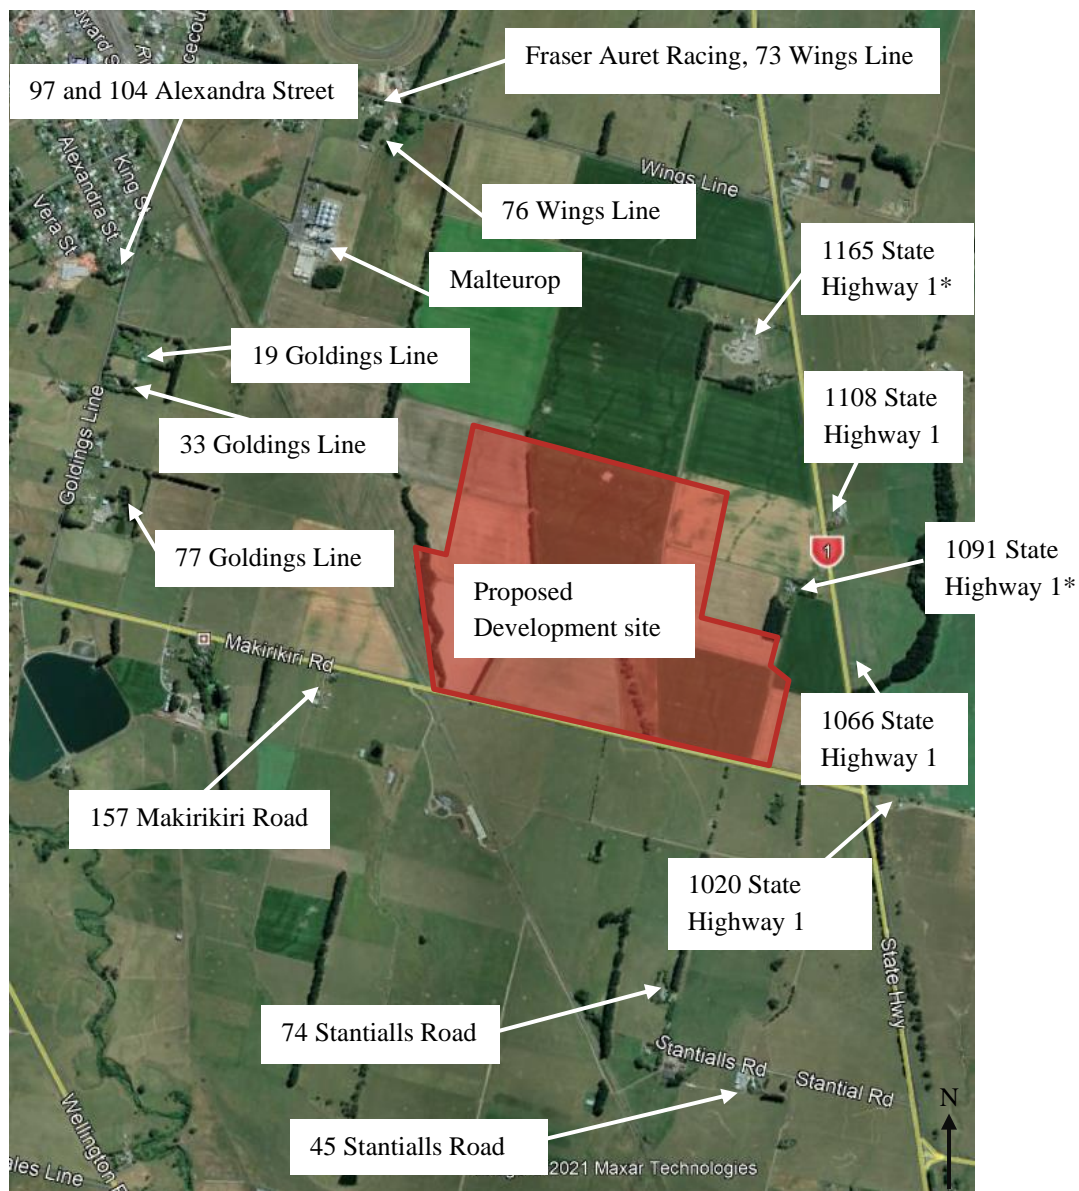 Fraser Auret Racing, 73 Wings Line
97 and 104 Alexandra Street
King St
Alexandra St
Vera St
Wings Line
76 Wings Line
1165 State
Highway 1*
Malteurop
19 Goldings Line
1108 State
Highway 1
33 Goldings Line
Goldings Line
77 Goldings Line
1
1091 State
Highway 1*
Proposed
Development site
Makirikiri Rd
1066 State
Highway 1
157 Makirikiri Road
1020 State
Highway 1
State Hwy
74 Stantialls Road
Stantialls Rd
Stantial Rd
N
Wellington
45 Stantialls Road
ales Line
2021 Maxar Technologies